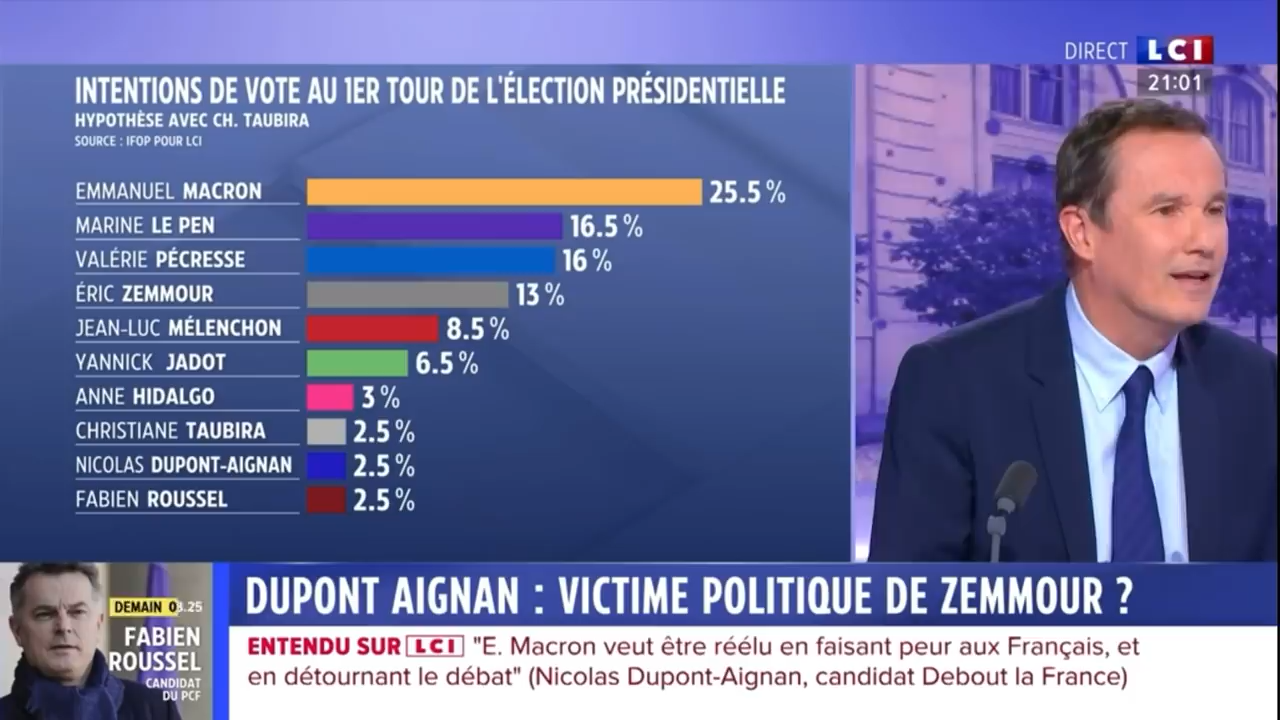 DIRECT LCI
21:01
INTENTIONS DE VOTE AU 1ER TOUR DE L'ÉLECTION PRÉSIDENTIELLE
HYPOTHÈSE AVEC CH. TAUBIRA
SOURCE : IFOP POUR LCI
EMMANUEL MACRON 25.5 %
MARINE LE PEN 16.5 %
VALÉRIE PÉCRESSE 16 %
ÉRIC ZEMMOUR 13 %
JEAN-LUC MÉLENCHON 8.5 %
YANNICK JADOT 6.5 %
ANNE HIDALGO 3 %
CHRISTIANE TAUBIRA 2.5 %
NICOLAS DUPONT-AIGNAN 2.5 %
FABIEN ROUSSEL 2.5 %
DUPONT AIGNAN : VICTIME POLITIQUE DE ZEMMOUR ?
ENTENDU SUR LCI "E. Macron veut être réélu en faisant peur aux Français, et
en détournant le débat" (Nicolas Dupont-Aignan, candidat Debout la France)
DEMAIN
FABIEN
ROUSSEL
CANDIDAT
DU PCF